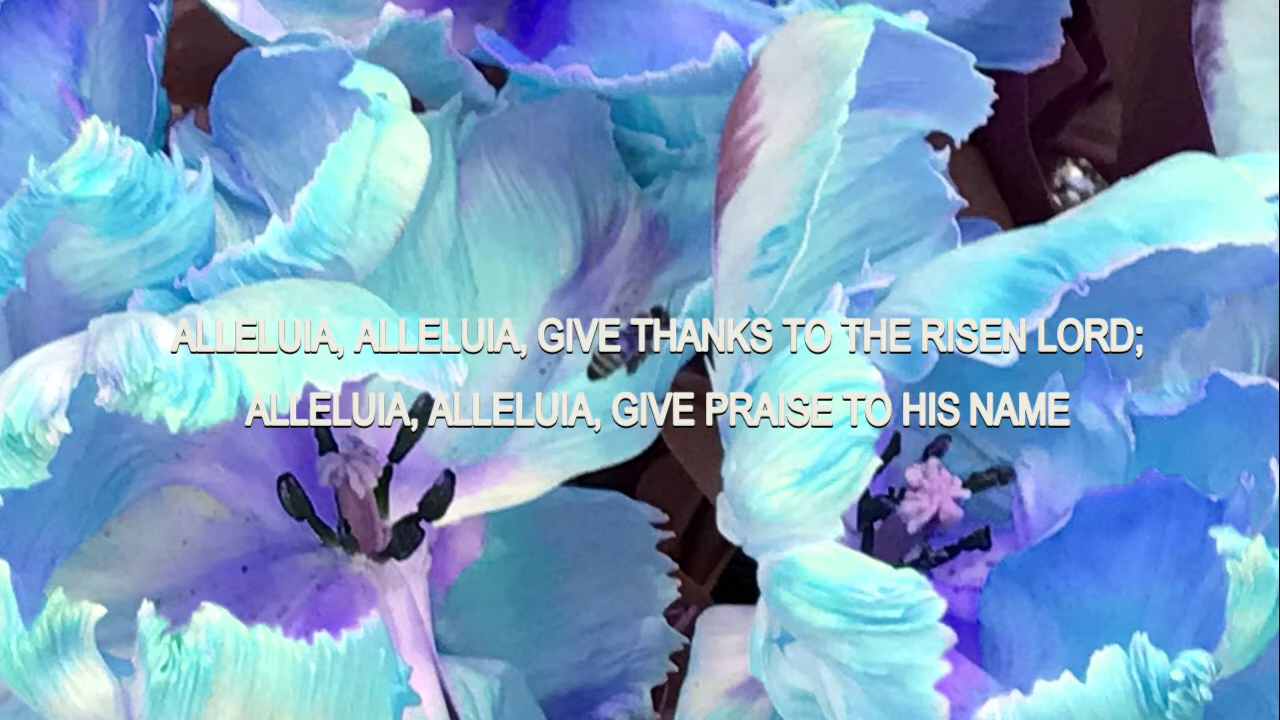 ALLELUIA, ALLELUIA, GIVE THANKS TO THE RISEN LORD;
ALLELUIA, ALLELUIA, GIVE PRAISE TO HIS NAME